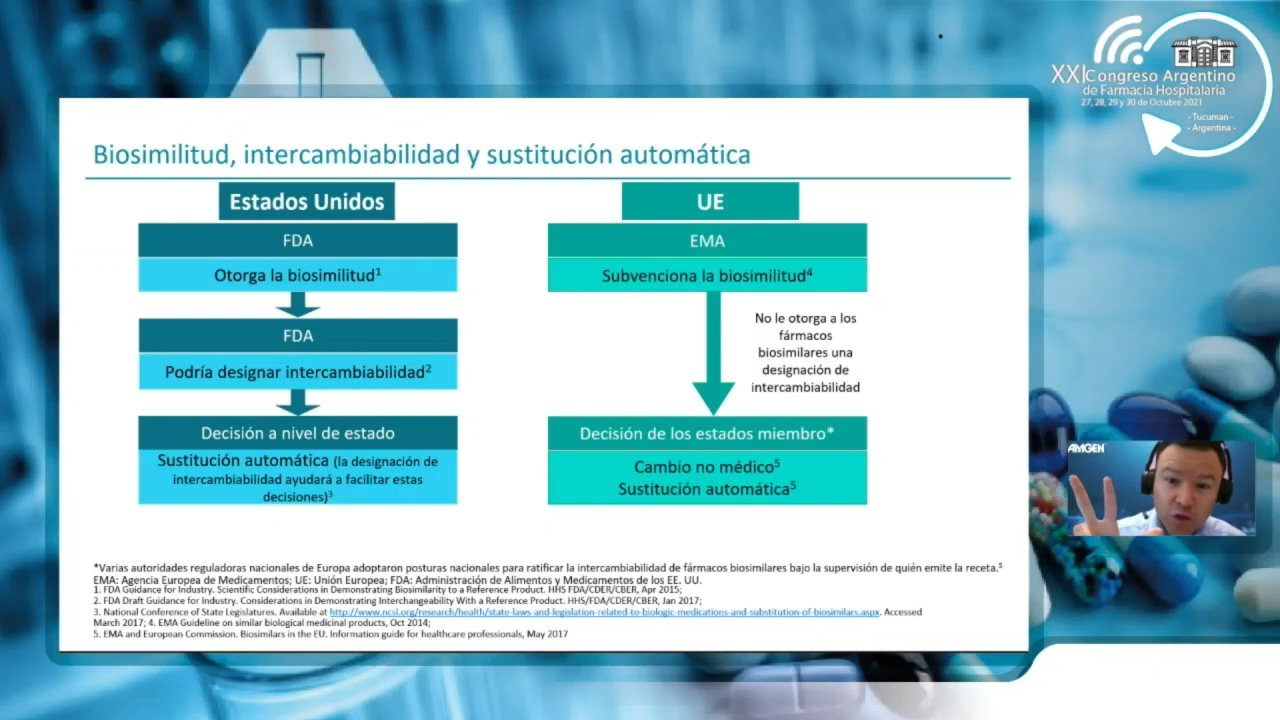 XXI Congreso Argentino
de Farmacia Hospitalaria
27, 28, 29 y 30 de Octubre 2021
- Tucuman -
- Argentina -
Biosimilitud, intercambiabilidad y sustitución automática
Estados Unidos
FDA
Otorga la biosimilitud¹
FDA
Podría designar intercambiabilidad²
Decisión a nivel de estado
Sustitución automática (la designación de
intercambiabilidad ayudará a facilitar estas
decisiones)³
UE
EMA
Subvenciona la biosimilitud⁴
No le otorga a los
fármacos
biosimilares una
designación de
intercambiabilidad
Decisión de los estados miembro*
Cambio no médico⁵
Sustitución automática⁵
AMGEN
*Varias autoridades reguladoras nacionales de Europa adoptaron posturas nacionales para ratificar la intercambiabilidad de fármacos biosimilares bajo la supervisión de quién emite la receta.⁵
EMA: Agencia Europea de Medicamentos; UE: Unión Europea; FDA: Administración de Alimentos y Medicamentos de los EE. UU.
1. FDA Guidance for Industry. Scientific Considerations in Demonstrating Biosimilarity to a Reference Product. HHS FDA/CDER/CBER, Apr 2015;
2. FDA Draft Guidance for Industry. Considerations in Demonstrating Interchangeability With a Reference Product. HHS/FDA/CDER/CBER, Jan 2017;
3. National Conference of State Legislatures. Available at http://www.ncsl.org/research/health/state-laws-and-legislation-related-to-biologic-medications-and-substitution-of-biosimilars.aspx. Accessed
March 2017; 4. EMA Guideline on similar biological medicinal products, Oct 2014;
5. EMA and European Commission. Biosimilars in the EU. Information guide for healthcare professionals, May 2017